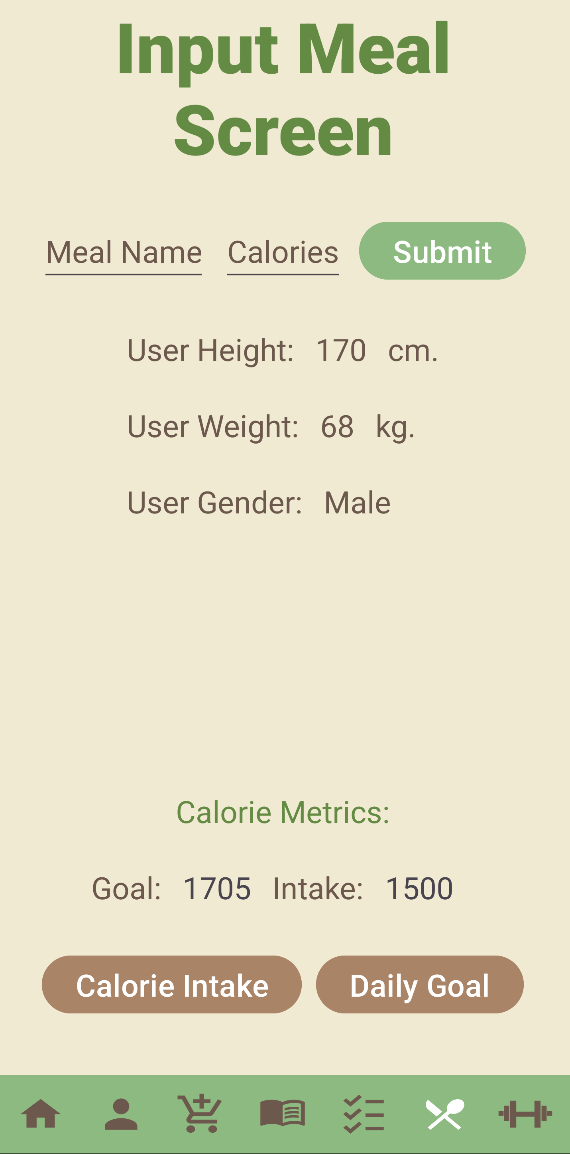 Input Meal
Screen
Meal Name Calories Submit
User Height: 170 cm.
User Weight: 68 kg.
User Gender: Male
Calorie Metrics:
Goal: 1705 Intake: 1500
Calorie Intake Daily Goal